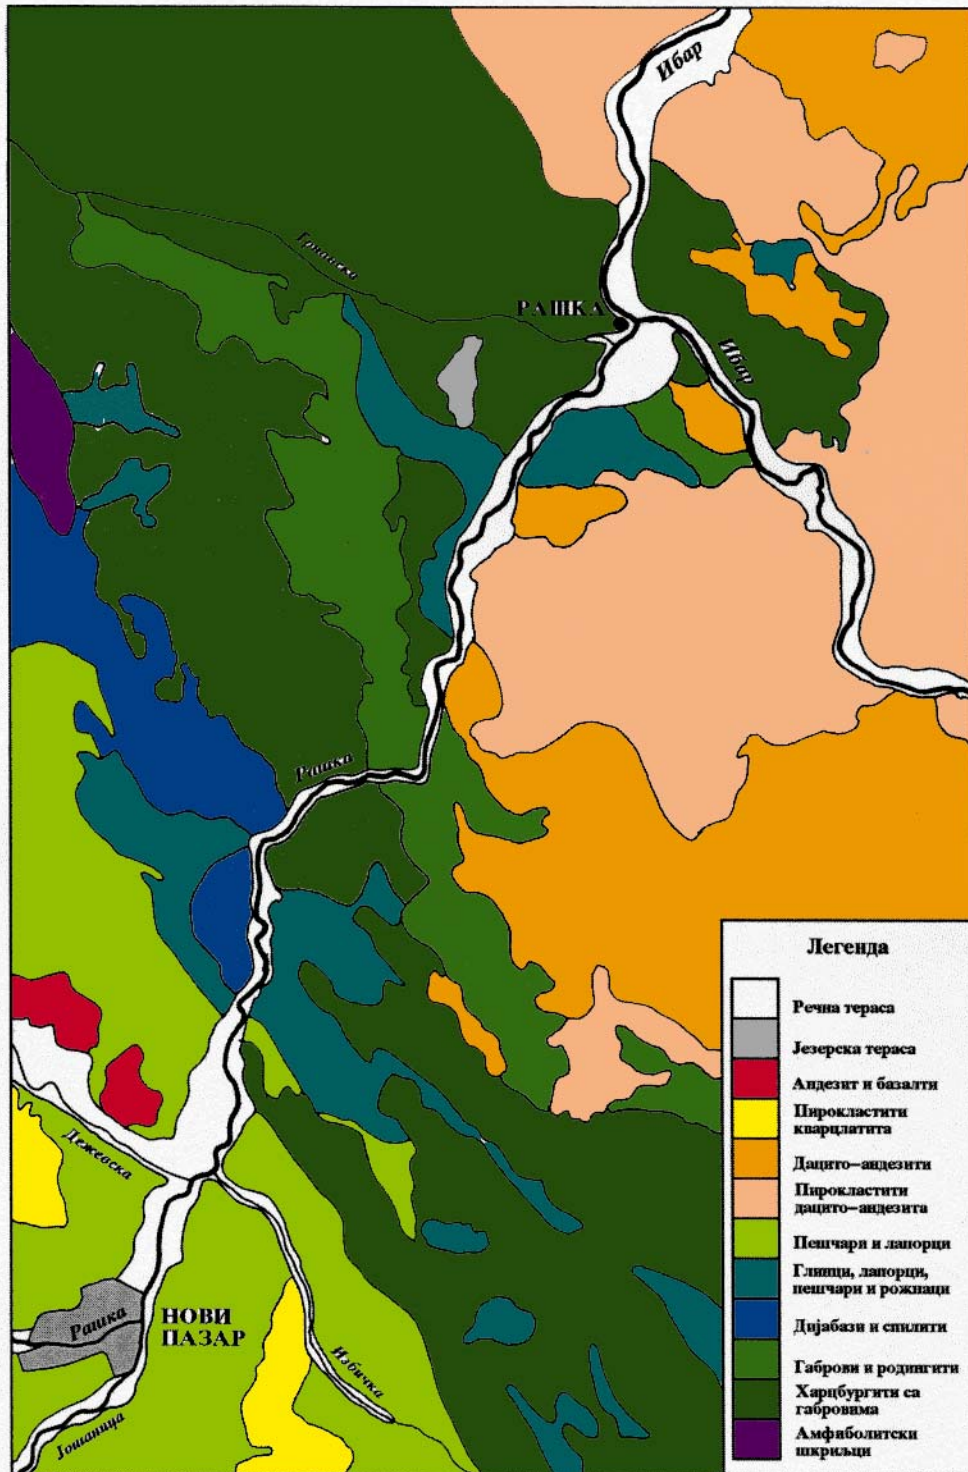 Ибар
Трнавска
РАШКА
Ибар
Рашка
Дежевска
Рашка
НОВИ
ПАЗАР
Избичка
Јошаница
Легенда
Речна тераса
Језерска тераса
Андезит и базалти
Пирокластити
кварцлатита
Дацито–андезити
Пирокластити
дацито–андезита
Пешчари и лапорци
Глинци, лапорци,
пешчари и рожнаци
Дијабази и спилити
Габрови и родингити
Харцбургити са
габровима
Амфиболитски
шкриљци